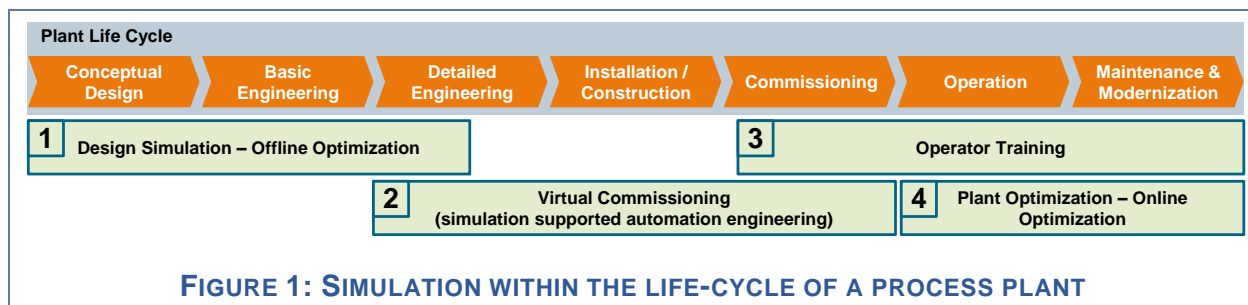 Plant Life Cycle
Conceptual
Design
Basic
Engineering
Detailed
Engineering
Installation /
Construction
Commissioning
Operation
Maintenance &
Modernization
1
Design Simulation – Offline Optimization
3
Operator Training
2
Virtual Commissioning
(simulation supported automation engineering)
4
Plant Optimization – Online
Optimization
FIGURE 1: SIMULATION WITHIN THE LIFE-CYCLE OF A PROCESS PLANT